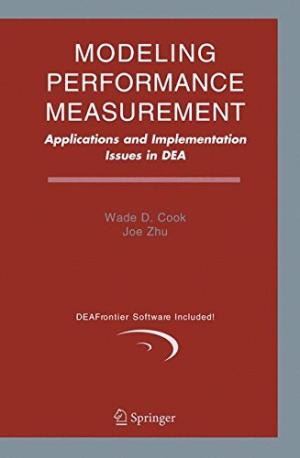 MODELING
PERFORMANCE
MEASUREMENT
Applications and Implementation
Issues in DEA
Wade D. Cook
Joe Zhu
DEAFrontier Software Included!
Springer